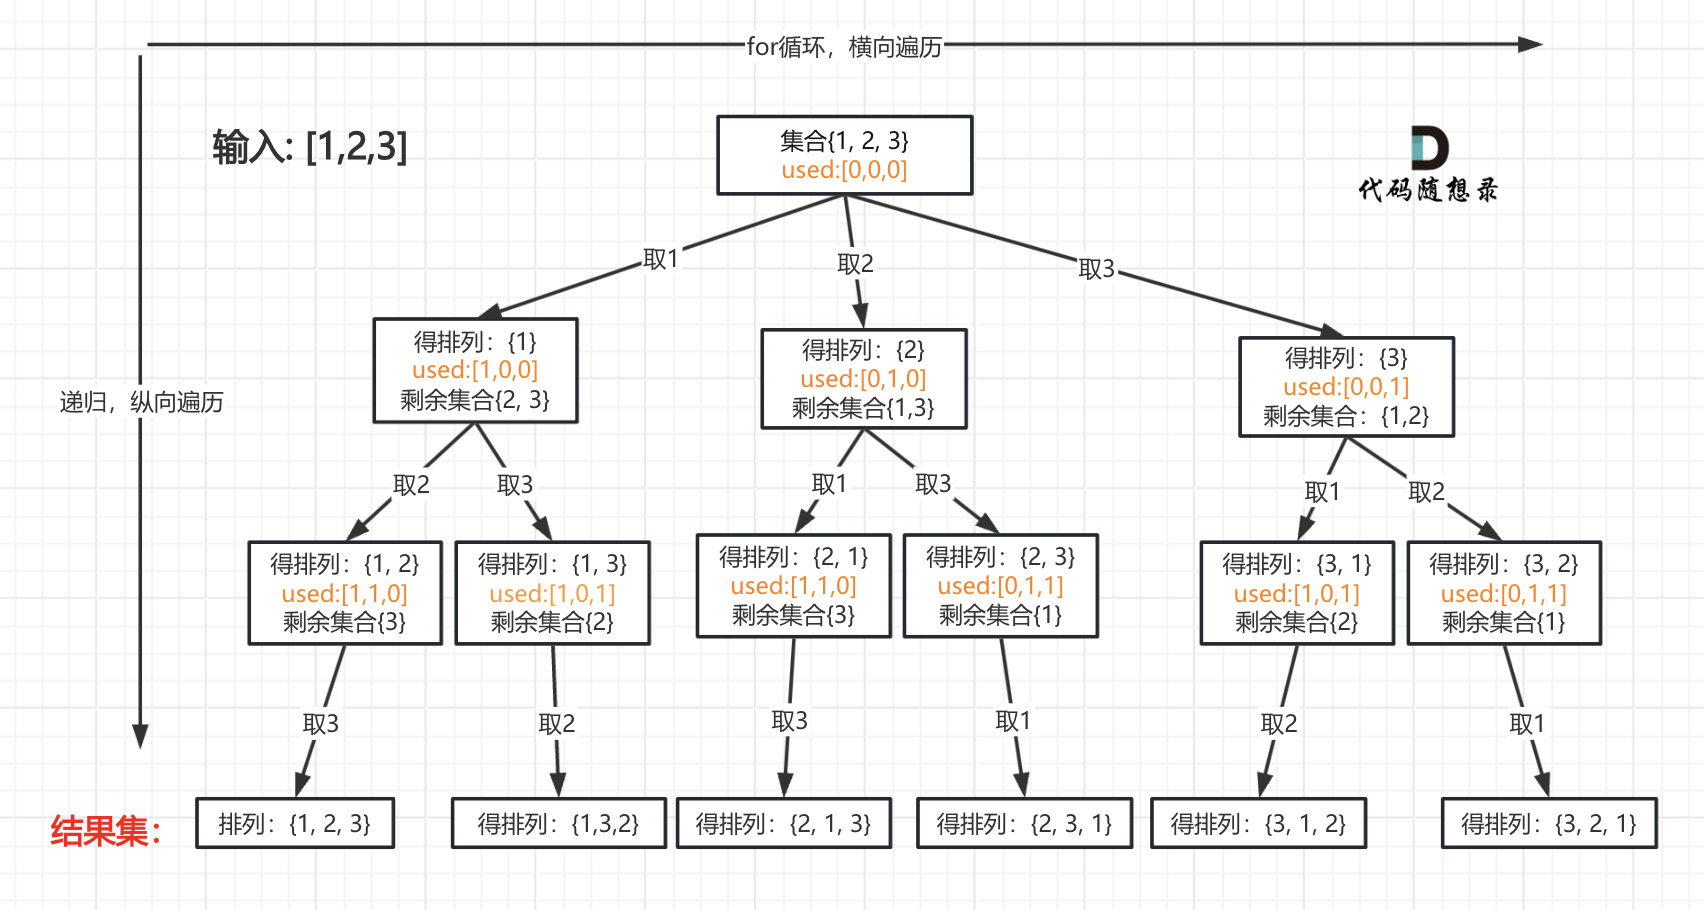 for循环，横向遍历
输入: [1,2,3]
集合{1, 2, 3}
used:[0,0,0]
代码随想录
取1
取2
取3
得排列：{1}
used:[1,0,0]
剩余集合{2, 3}
得排列：{2}
used:[0,1,0]
剩余集合{1,3}
得排列：{3}
used:[0,0,1]
剩余集合：{1,2}
递归，纵向遍历
取2
取3
取1
取3
取1
取2
得排列：{1, 2}
used:[1,1,0]
剩余集合{3}
得排列：{1, 3}
used:[1,0,1]
剩余集合{2}
得排列：{2, 1}
used:[1,1,0]
剩余集合{3}
得排列：{2, 3}
used:[0,1,1]
剩余集合{1}
得排列：{3, 1}
used:[1,0,1]
剩余集合{2}
得排列：{3, 2}
used:[0,1,1]
剩余集合{1}
取3
取2
取3
取1
取2
取1
结果集：
排列：{1, 2, 3}
得排列：{1,3,2}
得排列：{2, 1, 3}
得排列：{2, 3, 1}
得排列：{3, 1, 2}
得排列：{3, 2, 1}